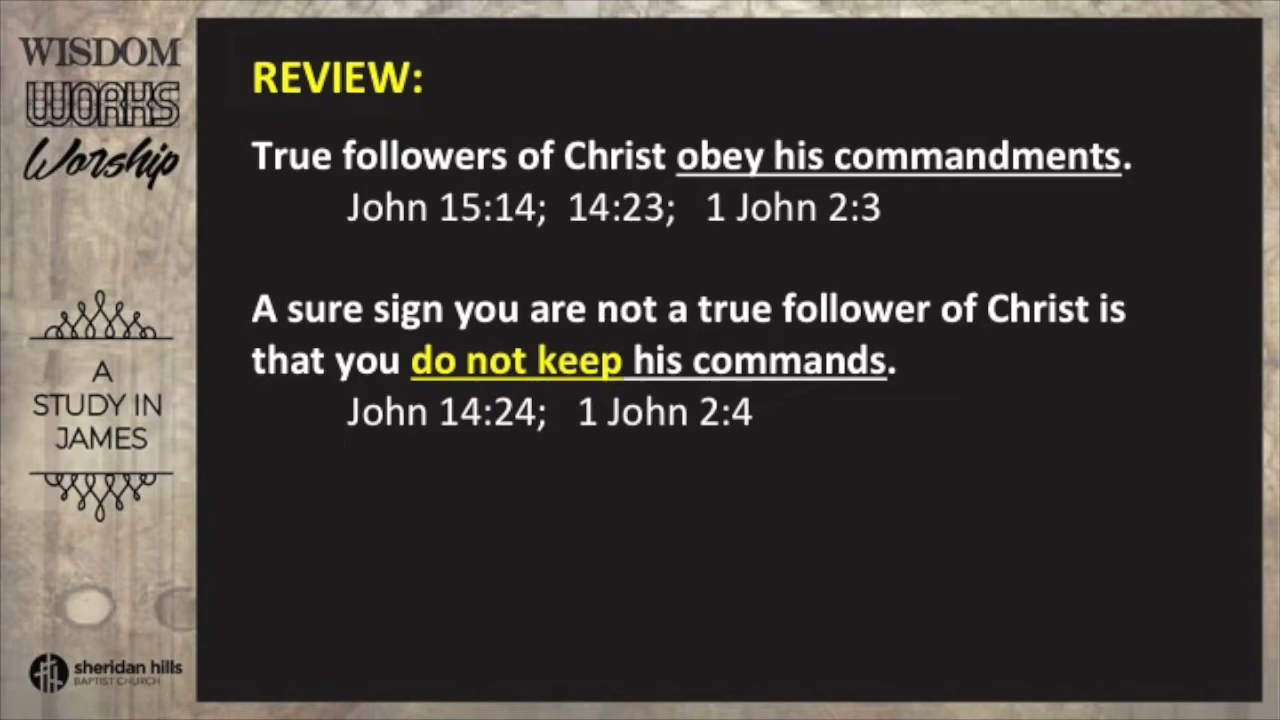 WISDOM
WORKS
Worship
A
STUDY IN
JAMES
sheridan hills
BAPTIST CHURCH
REVIEW:
True followers of Christ obey his commandments.
John 15:14; 14:23; 1 John 2:3
A sure sign you are not a true follower of Christ is
that you do not keep his commands.
John 14:24; 1 John 2:4